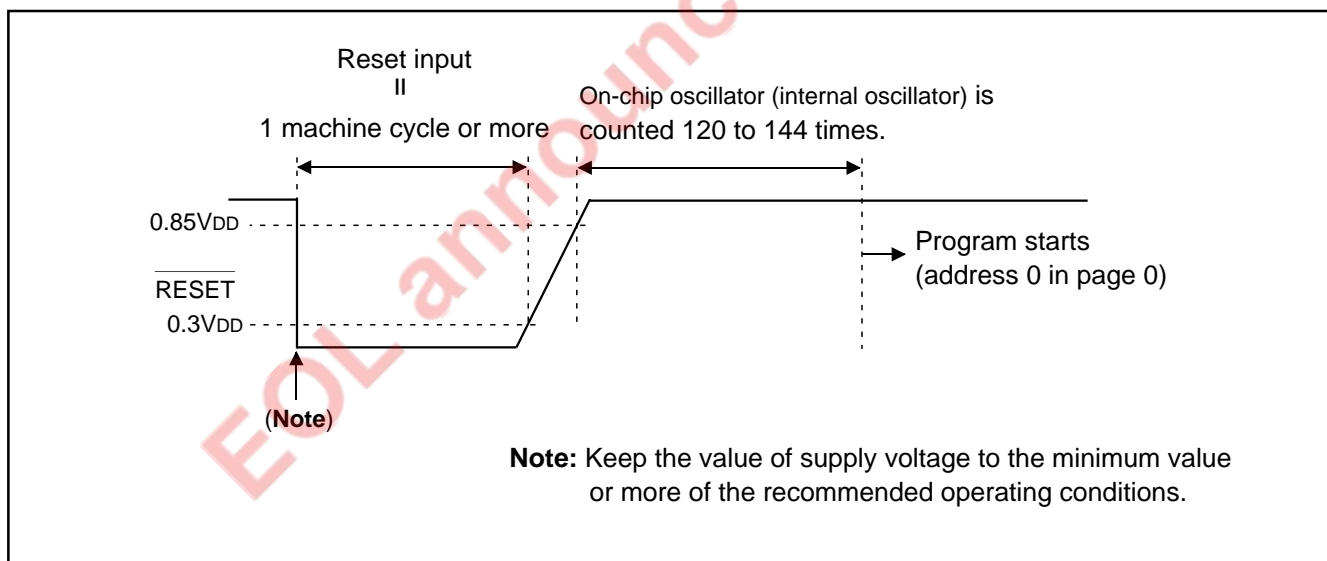 Reset input
=
1 machine cycle or more
On-chip oscillator (internal oscillator) is
counted 120 to 144 times.
0.85VDD
RESET
0.3VDD
Program starts
(address 0 in page 0)
(Note)
Note: Keep the value of supply voltage to the minimum value
or more of the recommended operating conditions.
EOL announc